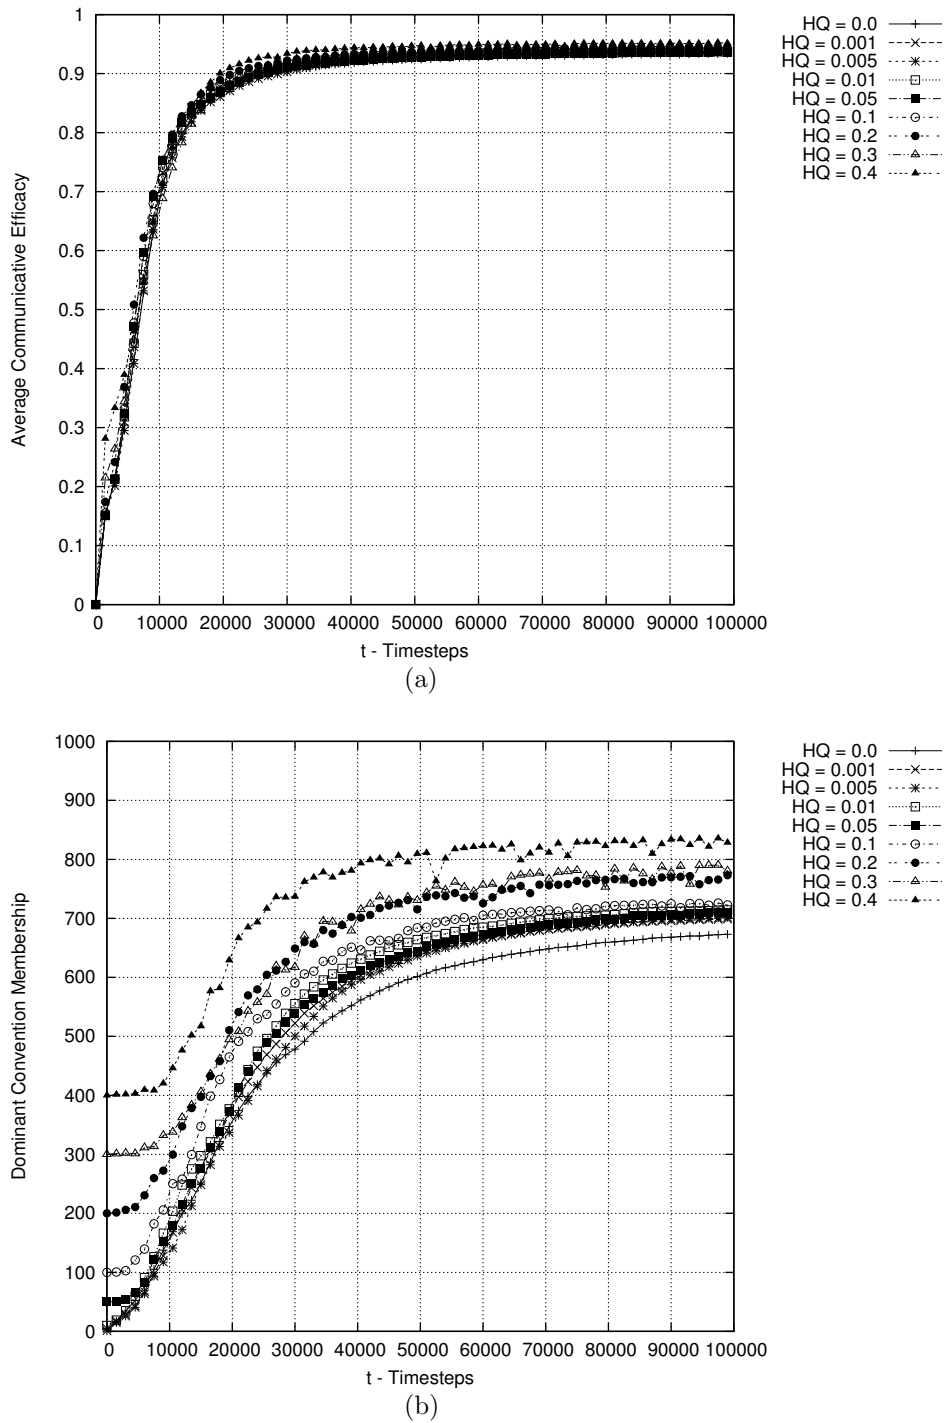 1
0.9
0.8
0.7
0.6
0.5
0.4
0.3
0.2
0.1
0
Average Communicative Efficacy
0 10000 20000 30000 40000 50000 60000 70000 80000 90000 100000
t - Timesteps
HQ = 0.0
HQ = 0.001
HQ = 0.005
HQ = 0.01
HQ = 0.05
HQ = 0.1
HQ = 0.2
HQ = 0.3
HQ = 0.4
(a)
1000
900
800
700
600
500
400
300
200
100
0
Dominant Convention Membership
0 10000 20000 30000 40000 50000 60000 70000 80000 90000 100000
t - Timesteps
HQ = 0.0
HQ = 0.001
HQ = 0.005
HQ = 0.01
HQ = 0.05
HQ = 0.1
HQ = 0.2
HQ = 0.3
HQ = 0.4
(b)